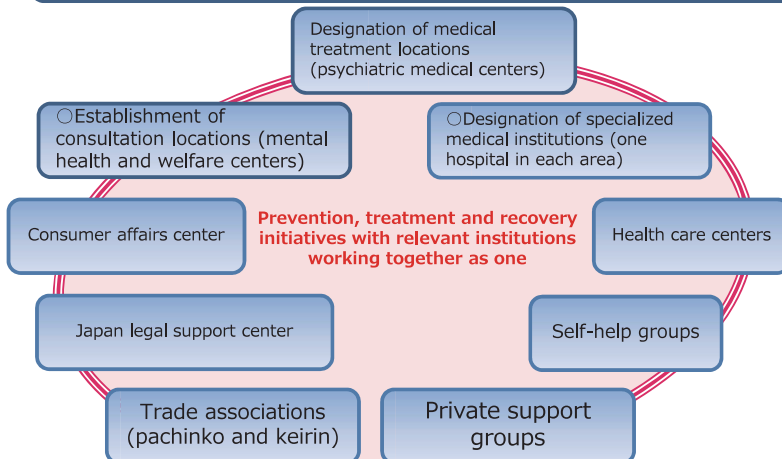 Designation of medical
treatment locations
(psychiatric medical centers)
○Establishment of
consultation locations (mental
health and welfare centers)
○Designation of specialized
medical institutions (one
hospital in each area)
Consumer affairs center
Prevention, treatment and recovery
initiatives with relevant institutions
working together as one
Health care centers
Japan legal support center
Self-help groups
Trade associations
(pachinko and keirin)
Private support
groups